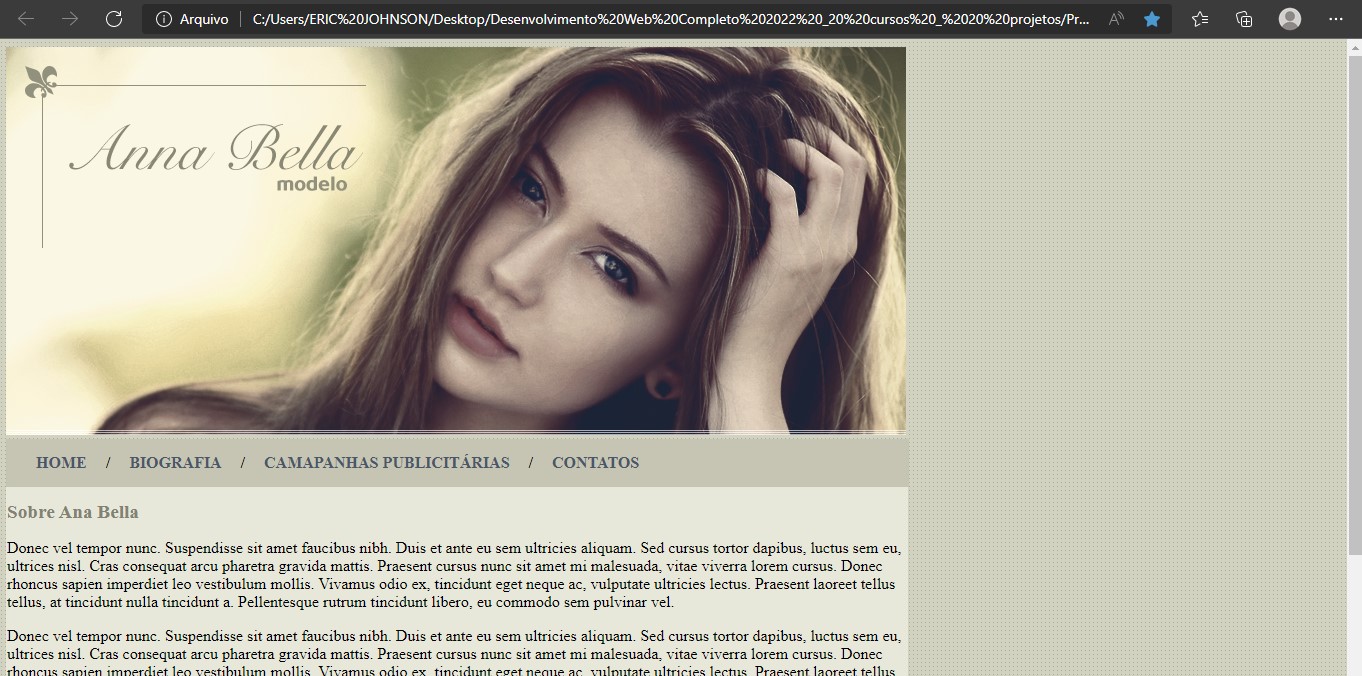 Arquivo
C:/Users/ERIC%20JOHNSON/Desktop/Desenvolvimento%20Web%20Completo%202022%20_20%20cursos%20_%2020%20projetos/Pr...
Anna Bella
modelo
HOME / BIOGRAFIA / CAMAPANHAS PUBLICITÁRIAS / CONTATOS
Sobre Ana Bella
Donec vel tempor nunc. Suspendisse sit amet faucibus nibh. Duis et ante eu sem ultricies aliquam. Sed cursus tortor dapibus, luctus sem eu,
ultrices nisl. Cras consequat arcu pharetra gravida mattis. Praesent cursus nunc sit amet mi malesuada, vitae viverra lorem cursus. Donec
rhoncus sapien imperdiet leo vestibulum mollis. Vivamus odio ex, tincidunt eget neque ac, vulputate ultricies lectus. Praesent laoreet tellus
tellus, at tincidunt nulla tincidunt a. Pellentesque rutrum tincidunt libero, eu commodo sem pulvinar vel.
Donec vel tempor nunc. Suspendisse sit amet faucibus nibh. Duis et ante eu sem ultricies aliquam. Sed cursus tortor dapibus, luctus sem eu,
ultrices nisl. Cras consequat arcu pharetra gravida mattis. Praesent cursus nunc sit amet mi malesuada, vitae viverra lorem cursus. Donec
rhoncus sapien imperdiet leo vestibulum mollis. Vivamus odio ex, tincidunt eget neque ac, vulputate ultricies lectus. Praesent laoreet tellus